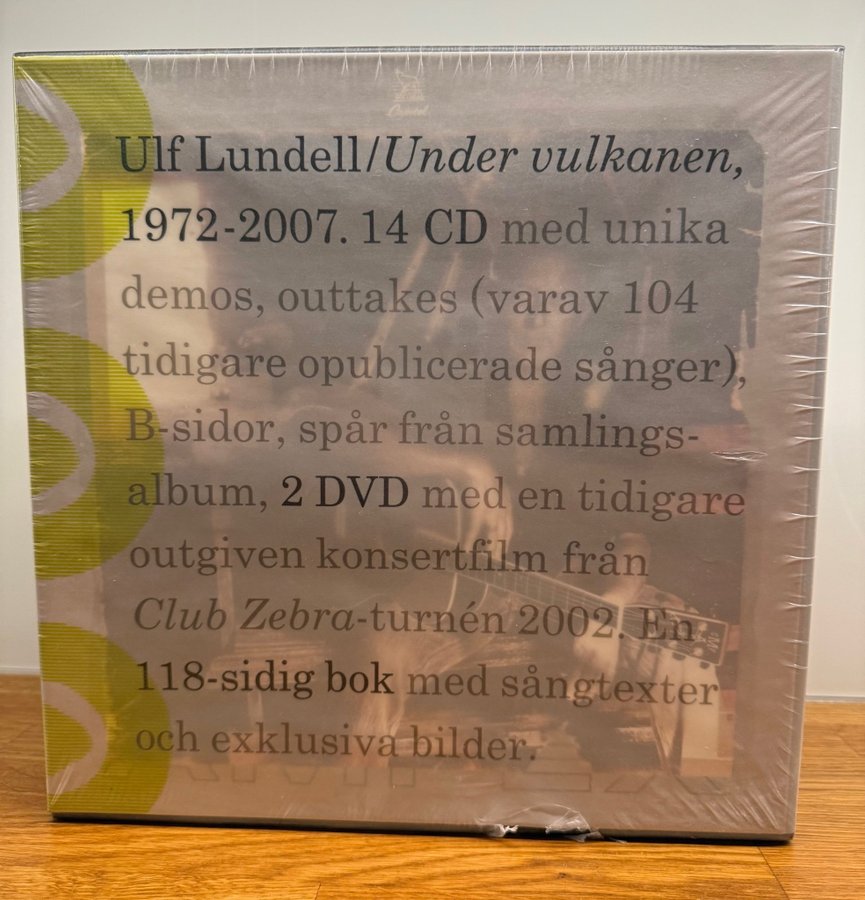 Ulf Lundell/Under vulkanen,
1972-2007. 14 CD med unika
demos, outtakes (varav 104
tidigare opublicerade sånger),
B-sidor, spår från samlings-
album, 2 DVD med en tidigare
outgiven konsertfilm från
Club Zebra-turnén 2002. En
118-sidig bok med sångtexter
och exklusiva bilder.